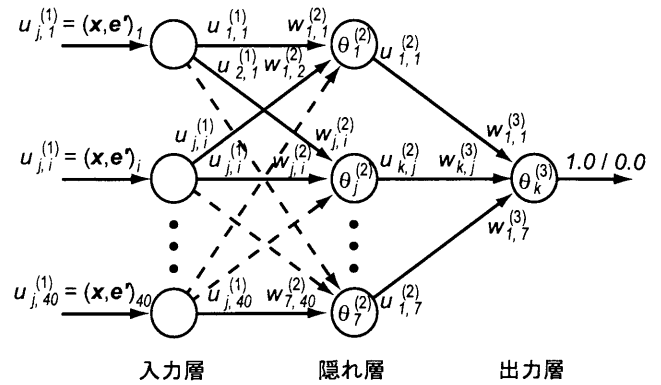 u_{j,1}^{(1)} = (x,e')_1 u_{1,1}^{(1)} w_{1,1}^{(2)} θ_1^{(2)} u_{1,1}^{(2)}
u_{2,1}^{(1)} w_{1,2}^{(2)}
u_{j,i}^{(1)} w_{j,i}^{(2)} w_{1,1}^{(3)}
u_{j,i}^{(1)} = (x,e')_i u_{j,i}^{(1)} w_{j,i}^{(2)} θ_j^{(2)} u_{k,j}^{(2)} w_{k,j}^{(3)} θ_k^{(3)} 1.0 / 0.0
w_{1,7}^{(3)}
u_{j,40}^{(1)} = (x,e')_{40} u_{j,40}^{(1)} w_{7,40}^{(2)} θ_7^{(2)} u_{1,7}^{(2)}
入力層 隠れ層 出力層